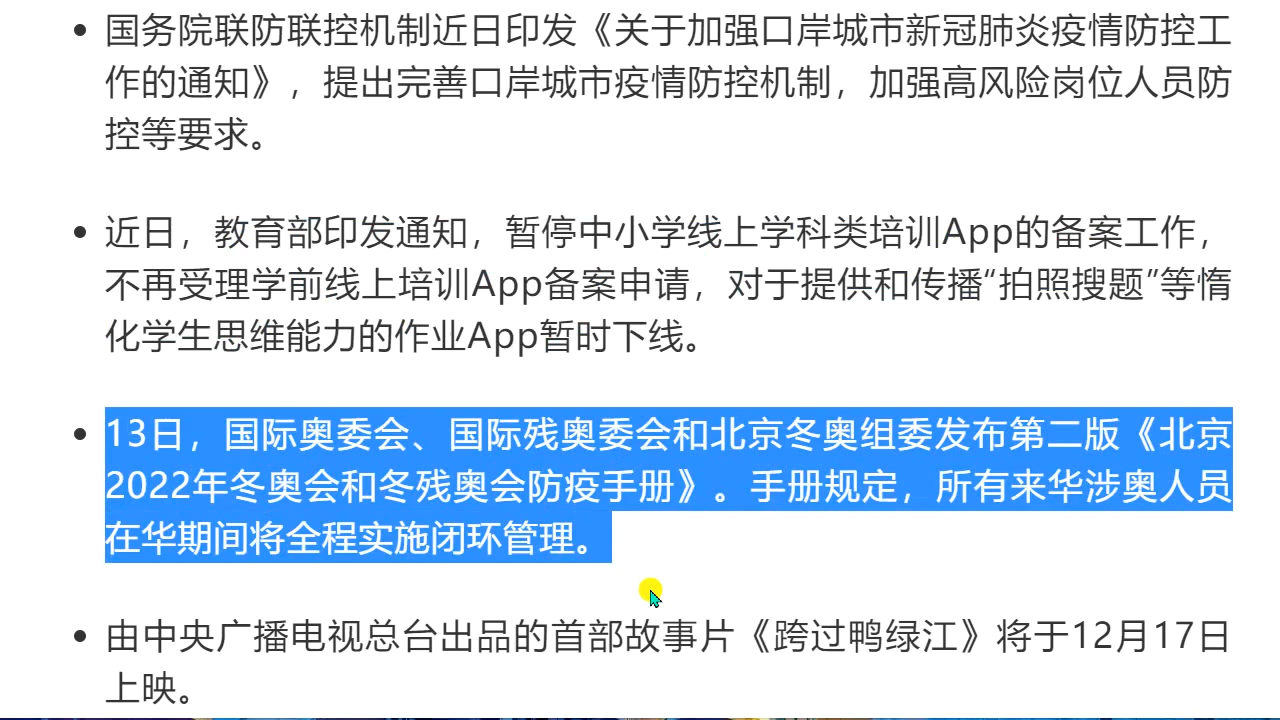 国务院联防联控机制近日印发《关于加强口岸城市新冠肺炎疫情防控工
作的通知》，提出完善口岸城市疫情防控机制，加强高风险岗位人员防
控等要求。
近日，教育部印发通知，暂停中小学线上学科类培训App的备案工作，
不再受理学前线上培训App备案申请，对于提供和传播“拍照搜题”等惰
化学生思维能力的作业App暂时下线。
13日，国际奥委会、国际残奥委会和北京冬奥组委发布第二版《北京
2022年冬奥会和冬残奥会防疫手册》。手册规定，所有来华涉奥人员
在华期间将全程实施闭环管理。
由中央广播电视总台出品的首部故事片《跨过鸭绿江》将于12月17日
上映。